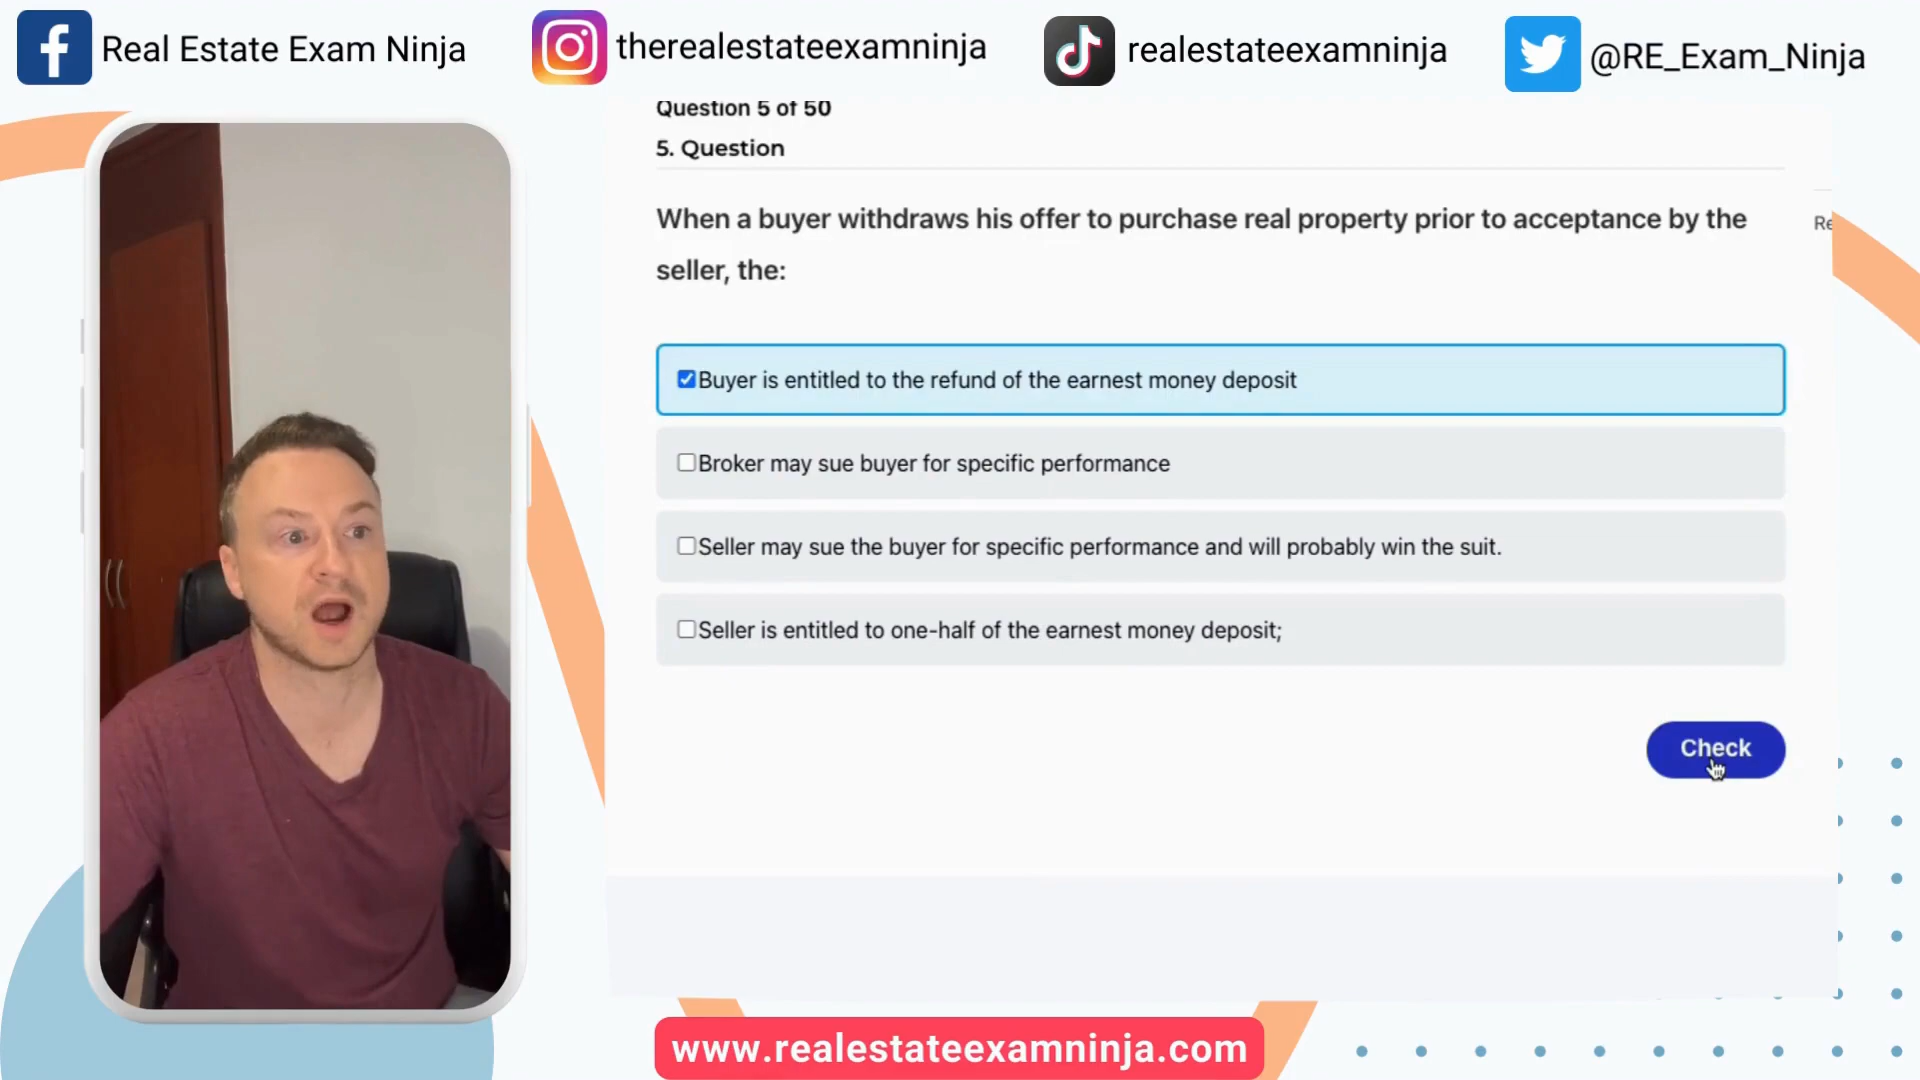 Real Estate Exam Ninja
therealestateexamninja
realestateexamninja
@RE_Exam_Ninja
Question 5 of 50
5. Question
When a buyer withdraws his offer to purchase real property prior to acceptance by the
seller, the:
Re
Buyer is entitled to the refund of the earnest money deposit
Broker may sue buyer for specific performance
Seller may sue the buyer for specific performance and will probably win the suit.
Seller is entitled to one-half of the earnest money deposit;
Check
www.realestateexamninja.com